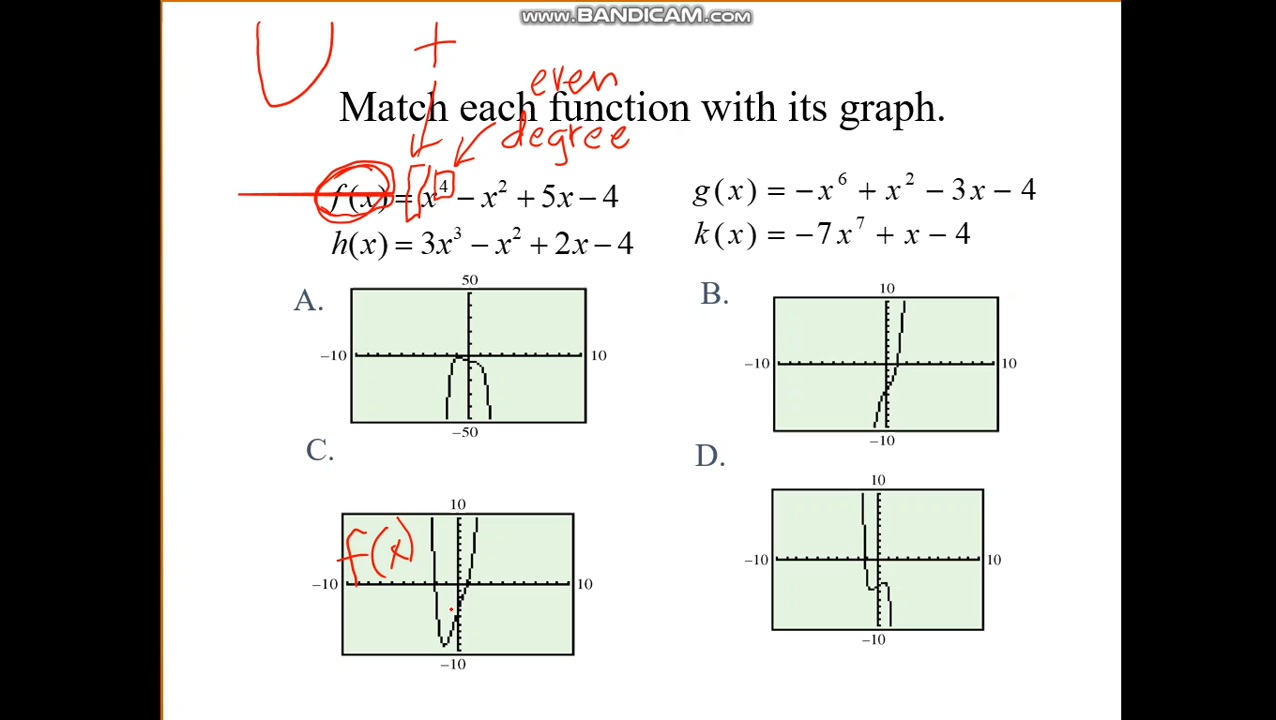 www.BANDICAM.com
+
even
degree
Match each function with its graph.
f(x) = x⁴ − x² + 5x − 4
g(x) = −x⁶ + x² − 3x − 4
h(x) = 3x³ − x² + 2x − 4
k(x) = −7x⁷ + x − 4
A.
50
−10
10
−50
B.
10
−10
10
−10
C.
10
f(x)
−10
10
−10
D.
10
−10
10
−10